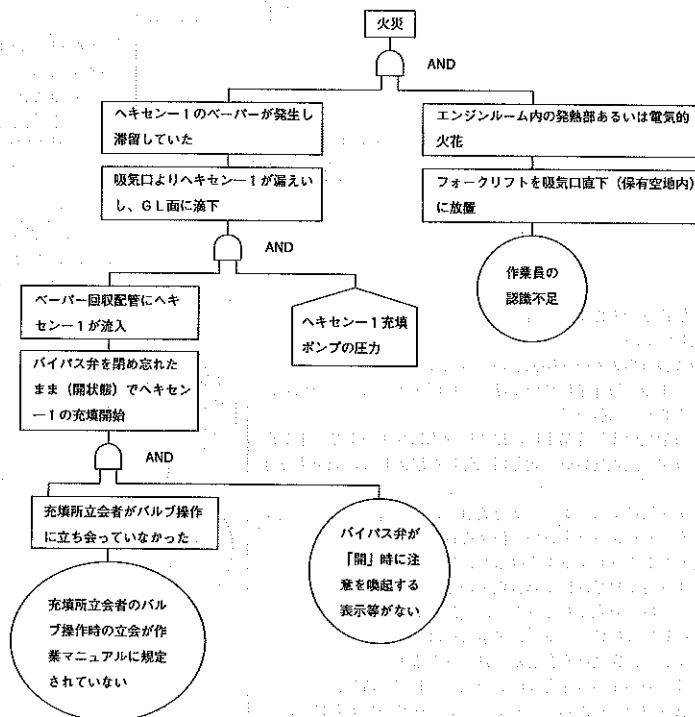 火災
AND
ヘキセン－1のベーパーが発生し
滞留していた
エンジンルーム内の発熱部あるいは電気的
火花
吸気口よりヘキセン－1が漏えい
し、GL面に滴下
フォークリフトを吸気口直下（保有空地内）
に放置
AND
作業員の
認識不足
ベーパー回収配管にヘキ
セン－1が流入
ヘキセン－1充填
ポンプの圧力
バイパス弁を閉め忘れた
まま（開状態）でヘキセン
－1の充填開始
AND
充填所立会者がバルブ操作
に立ち会っていなかった
バイパス弁が
「開」時に注
意を喚起する
表示等がない
充填所立会者のバル
ブ操作時の立会が作
業マニュアルに規定
されていない